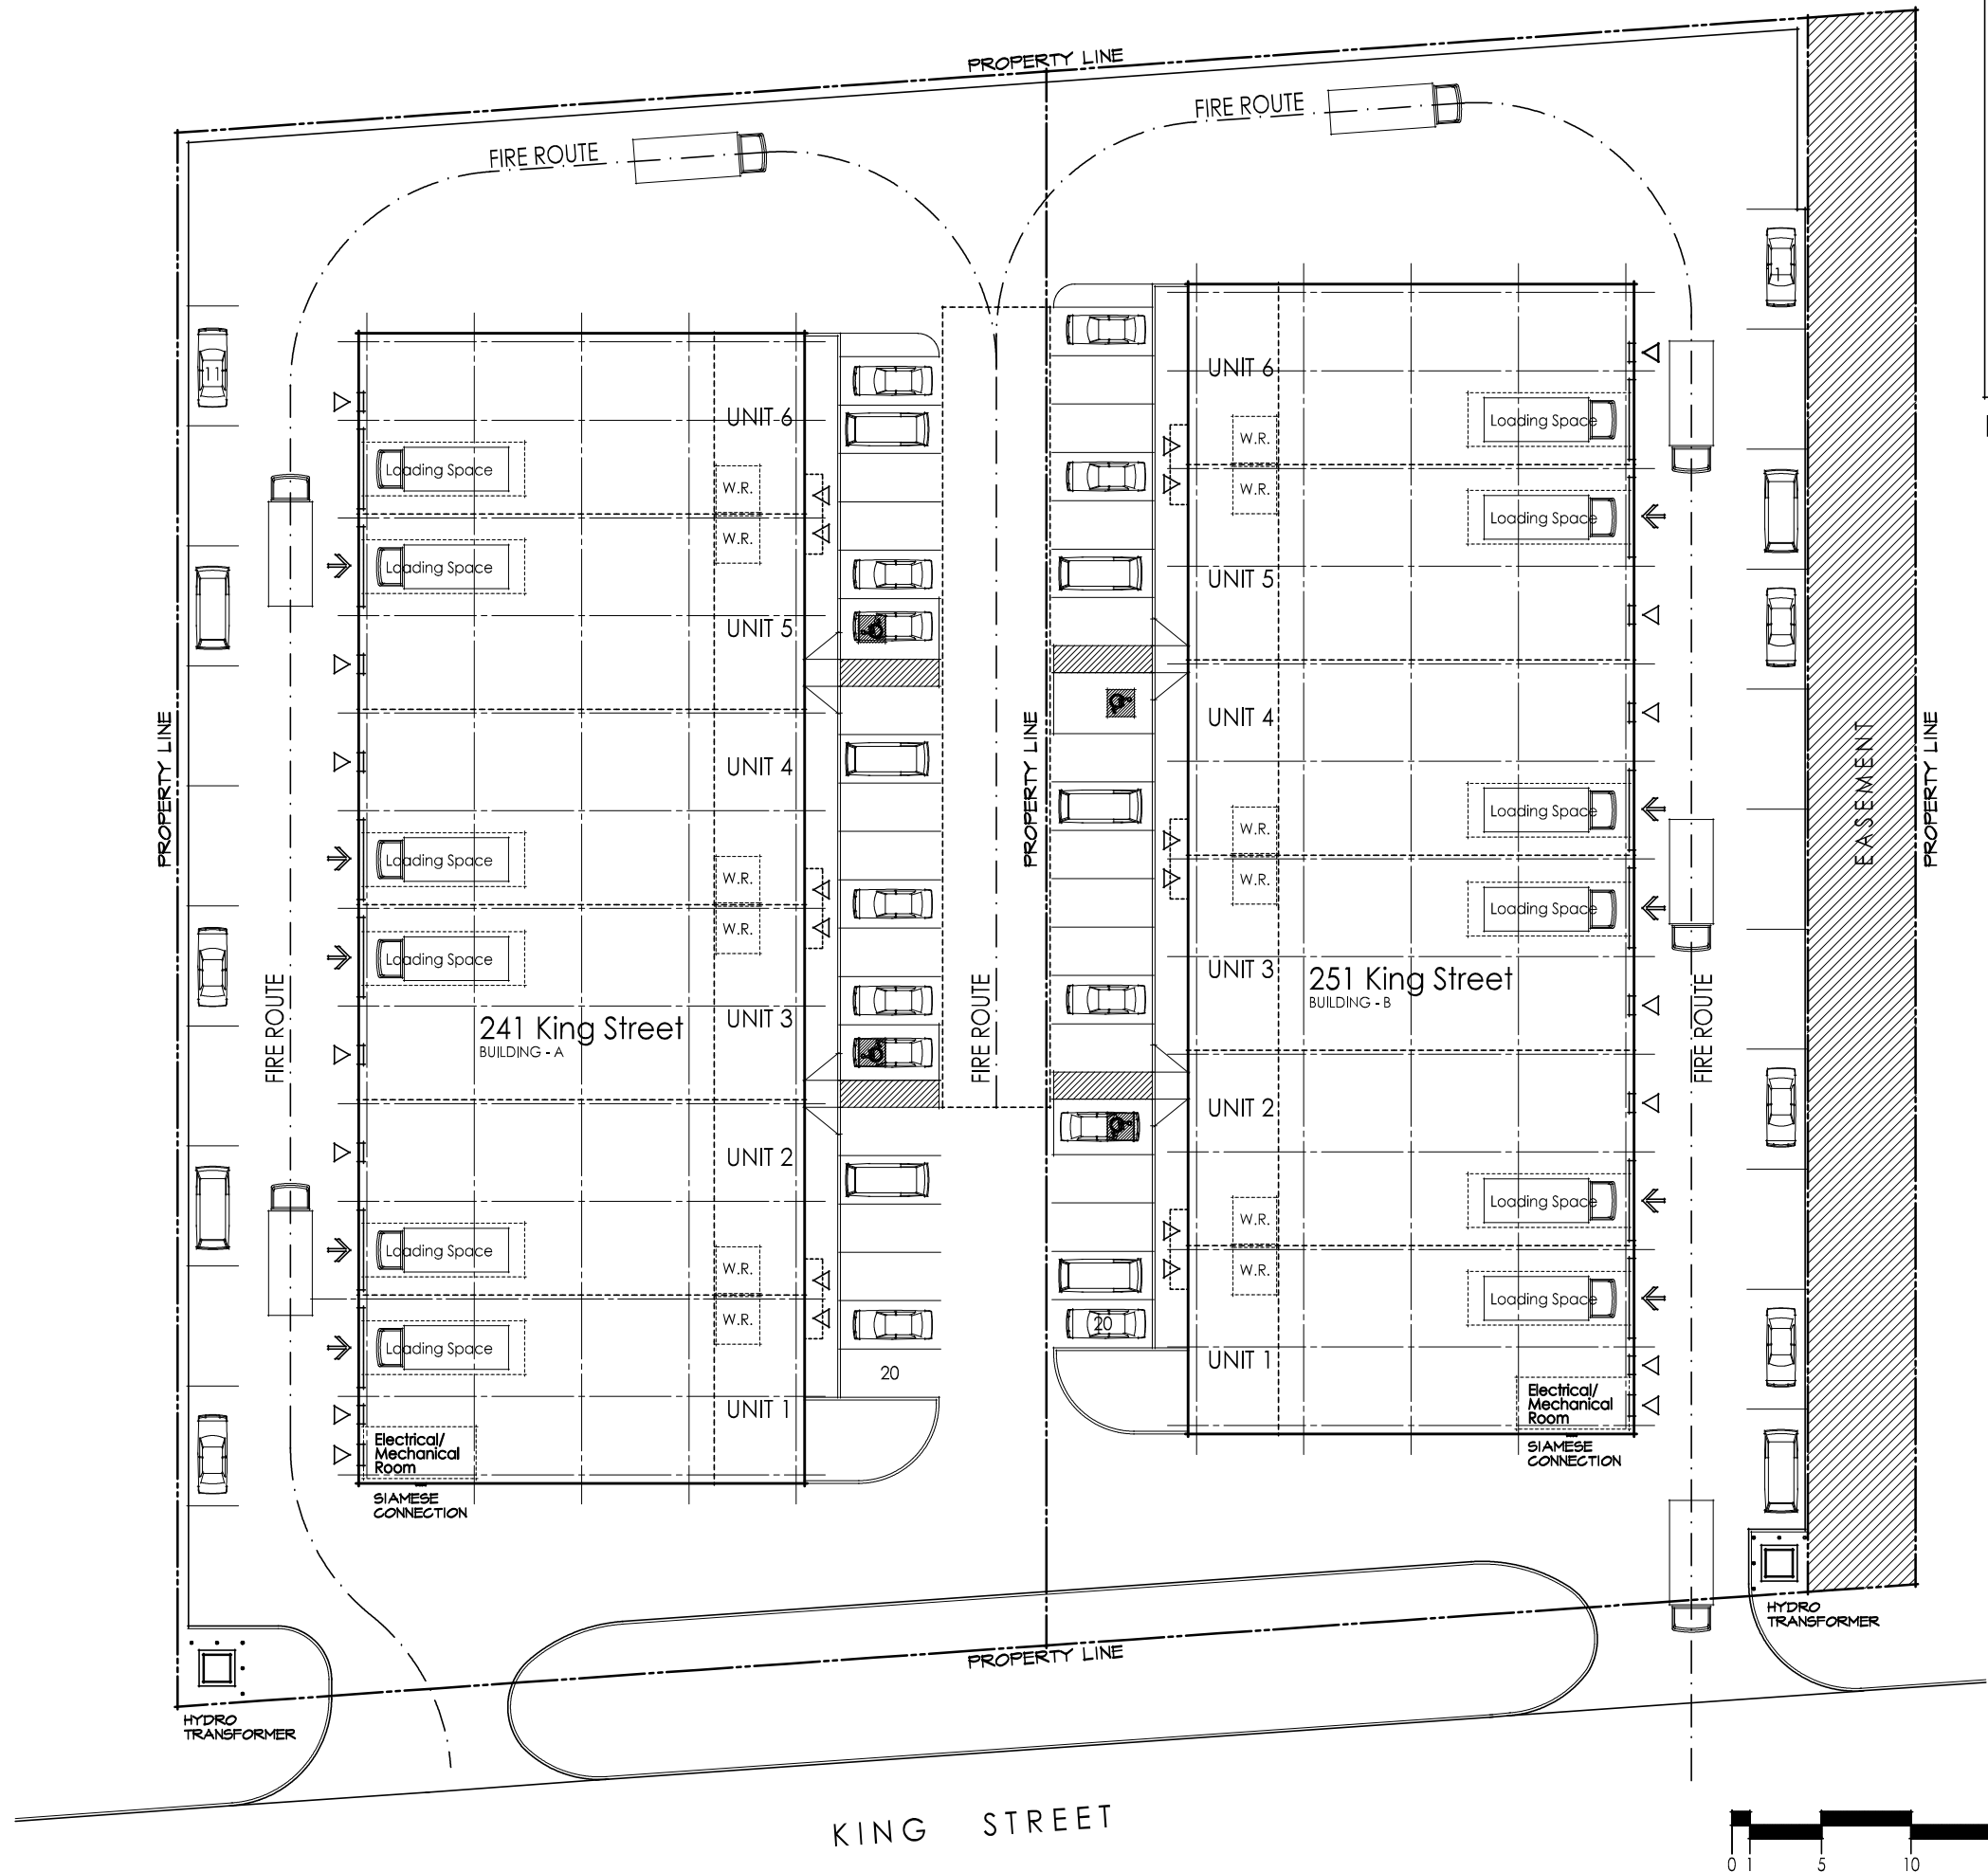 PROPERTY LINE
FIRE ROUTE
FIRE ROUTE
11
1
UNIT 6
Loading Space
W.R.
W.R.
Loading Space
UNIT 5
UNIT 4
Loading Space
W.R.
W.R.
Loading Space
241 King Street
BUILDING - A
UNIT 3
UNIT 2
Loading Space
W.R.
W.R.
Loading Space
20
UNIT 1
Electrical/
Mechanical
Room
SIAMESE
CONNECTION
UNIT 6
Loading Space
W.R.
W.R.
Loading Space
UNIT 5
UNIT 4
Loading Space
W.R.
W.R.
Loading Space
UNIT 3
251 King Street
BUILDING - B
UNIT 2
Loading Space
W.R.
W.R.
Loading Space
20
UNIT 1
Electrical/
Mechanical
Room
SIAMESE
CONNECTION
PROPERTY LINE
PROPERTY LINE
EASEMENT
PROPERTY LINE
FIRE ROUTE
FIRE ROUTE
FIRE ROUTE
PROPERTY LINE
HYDRO
TRANSFORMER
HYDRO
TRANSFORMER
KING STREET
0 1 5 10